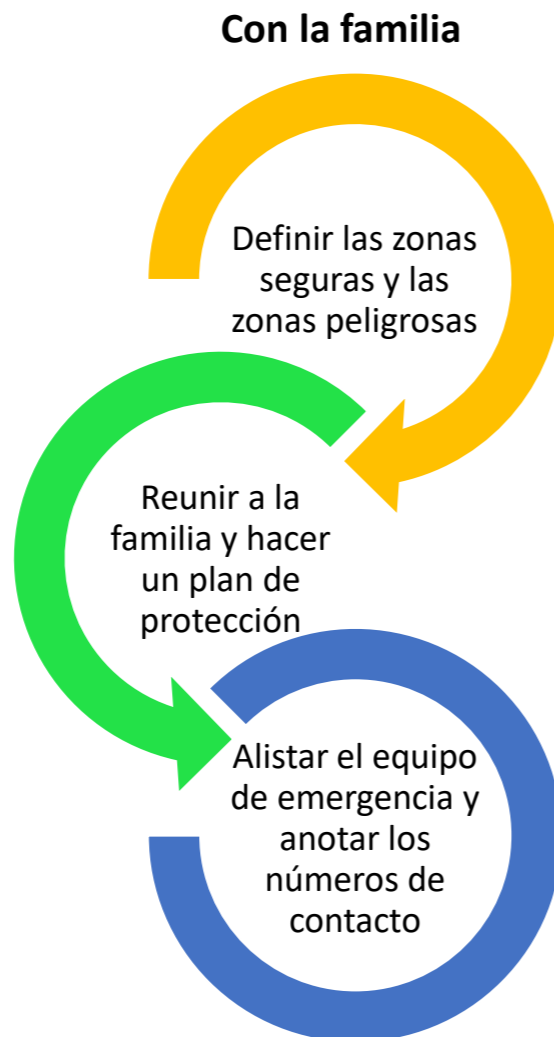 Con la familia
Definir las zonas
seguras y las
zonas peligrosas
Reunir a la
familia y hacer
un plan de
protección
Alistar el equipo
de emergencia y
anotar los
números de
contacto